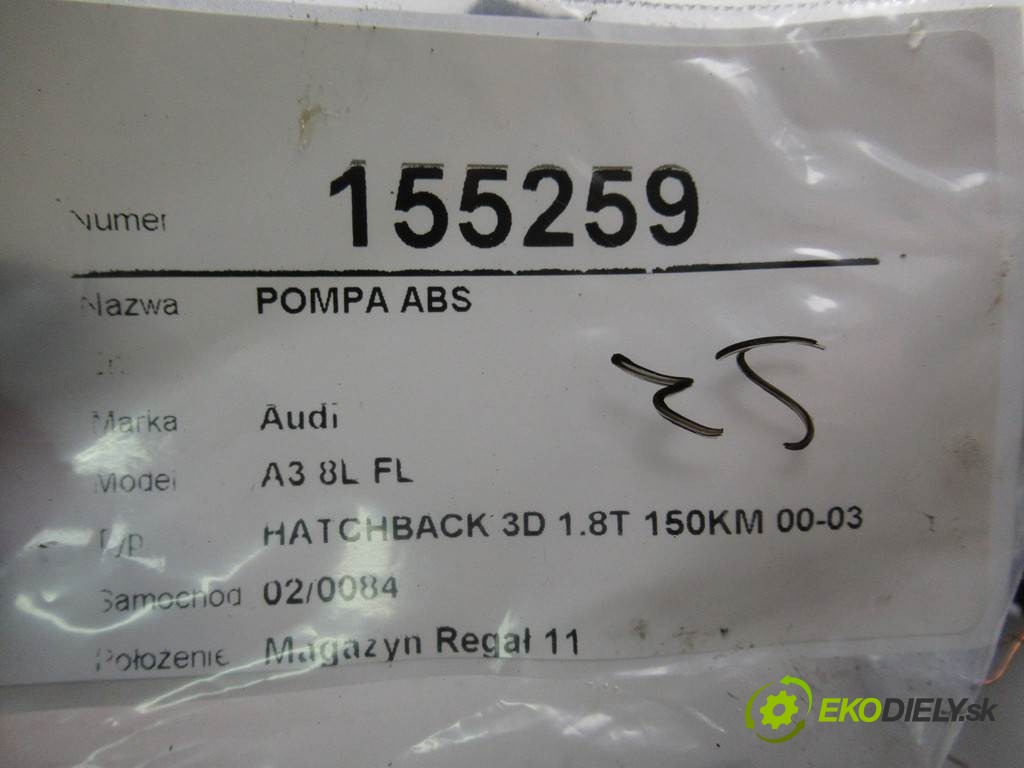 Numer 155259
Nazwa POMPA ABS
Marka Audi
Model A3 8L FL
Typ HATCHBACK 3D 1.8T 150KM 00-03
Samochód 02/0084
Położenie Magazyn Regał 11
EKODIELY.sk